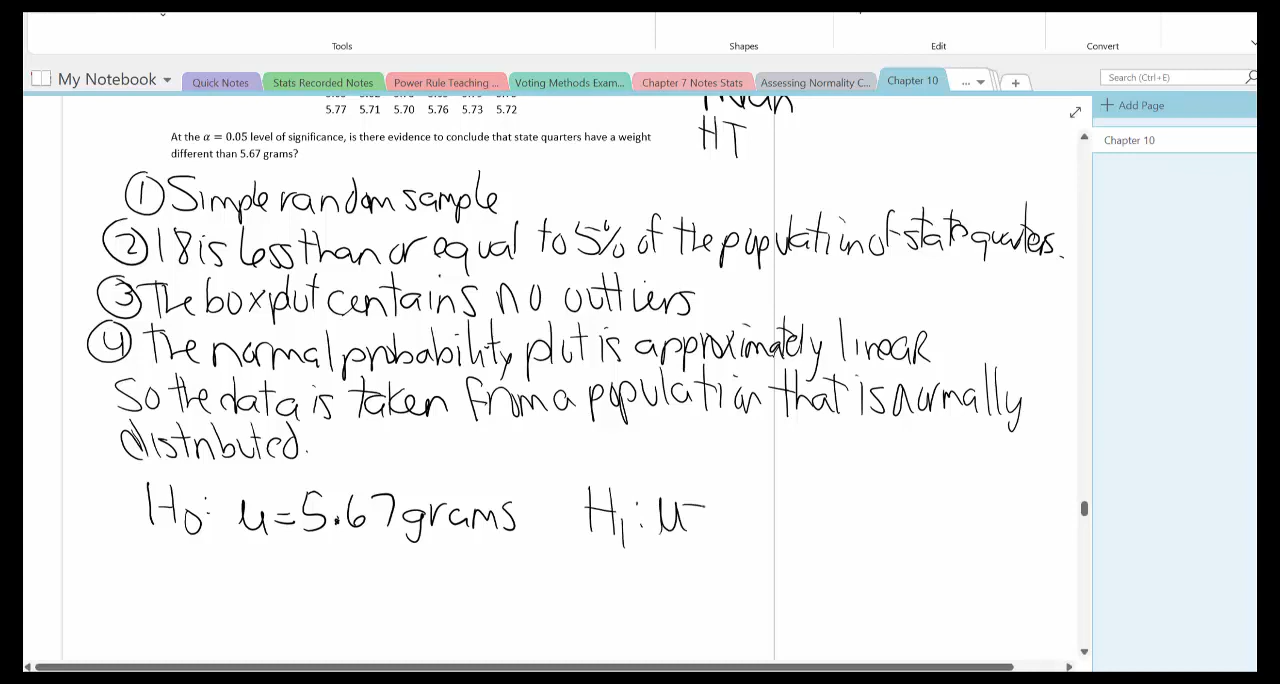 Tools Shapes Edit Convert
My Notebook Quick Notes Stats Recorded Notes Power Rule Teaching ... Voting Methods Exam... Chapter 7 Notes Stats Assessing Normality C... Chapter 10 ... + Search (Ctrl+E)
+ Add Page
Chapter 10
5.77 5.71 5.70 5.76 5.73 5.72
HT
At the α = 0.05 level of significance, is there evidence to conclude that state quarters have a weight
different than 5.67 grams?
① Simple random sample
② 18 is less than or equal to 5% of the population of state quarters.
③ The boxplot contains no outliers
④ The normal probability plot is approximately linear
So the data is taken from a population that is normally
distributed.
H₀: μ = 5.67 grams H₁: μ